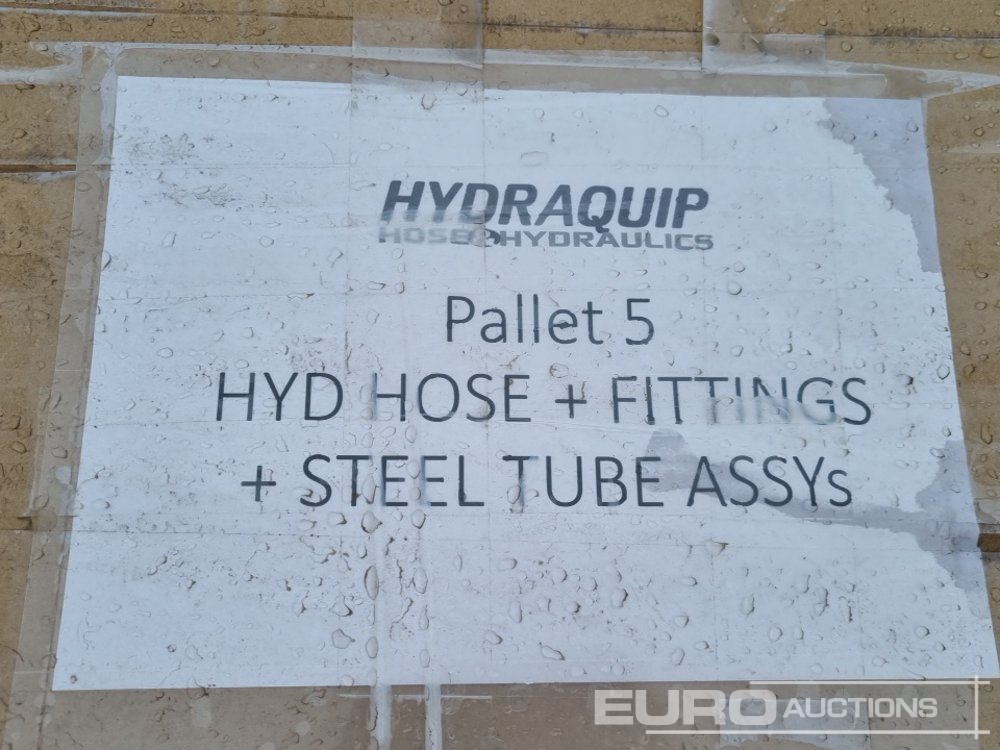 HYDRAQUIP
HOSE & HYDRAULICS
Pallet 5
HYD HOSE + FITTINGS
+ STEEL TUBE ASSYs
EURO AUCTIONS